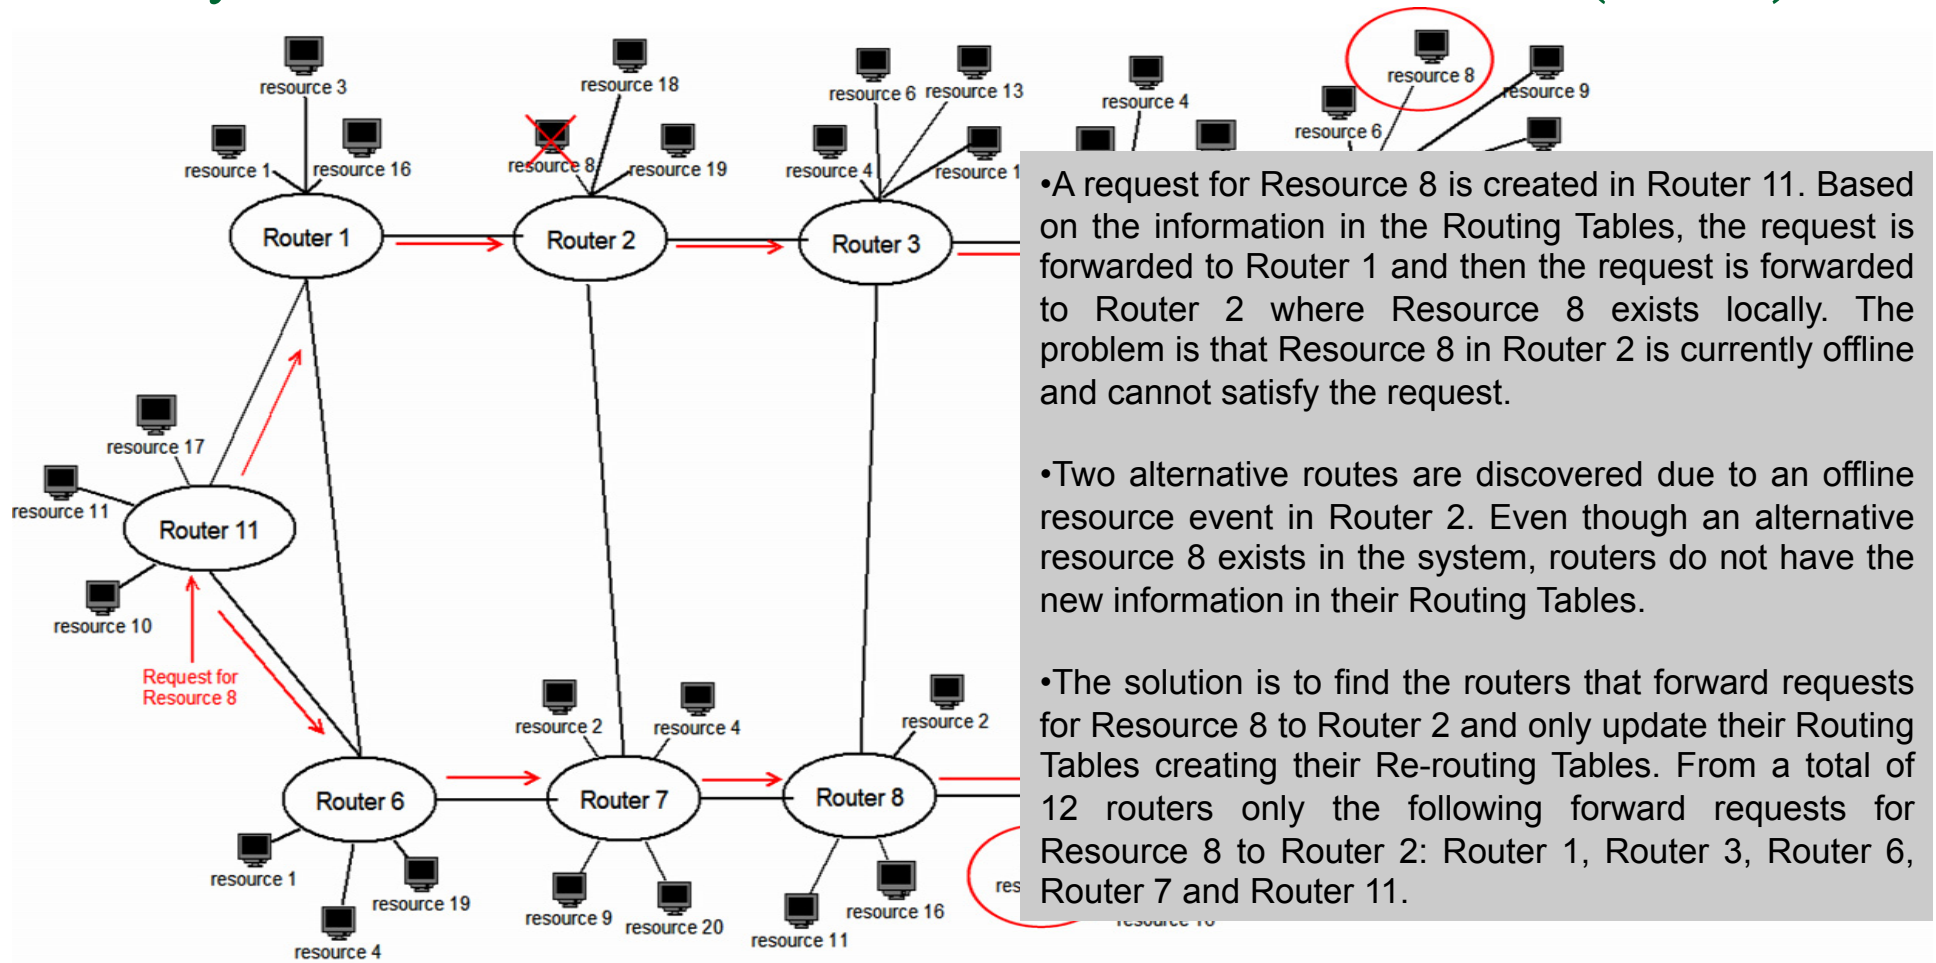 resource 3
resource 18
resource 6
resource 13
resource 4
resource 8
resource 9
resource 6
resource 1
resource 16
resource 8
resource 19
resource 4
resource 1
Router 1
Router 2
Router 3
•A request for Resource 8 is created in Router 11. Based
on the information in the Routing Tables, the request is
forwarded to Router 1 and then the request is forwarded
to Router 2 where Resource 8 exists locally. The
problem is that Resource 8 in Router 2 is currently offline
and cannot satisfy the request.
•Two alternative routes are discovered due to an offline
resource event in Router 2. Even though an alternative
resource 8 exists in the system, routers do not have the
new information in their Routing Tables.
•The solution is to find the routers that forward requests
for Resource 8 to Router 2 and only update their Routing
Tables creating their Re-routing Tables. From a total of
12 routers only the following forward requests for
Resource 8 to Router 2: Router 1, Router 3, Router 6,
Router 7 and Router 11.
resource 17
resource 11
Router 11
resource 10
Request for
Resource 8
resource 2
resource 4
resource 2
Router 6
Router 7
Router 8
resource 1
resource 19
resource 4
resource 9
resource 20
resource 11
resource 16